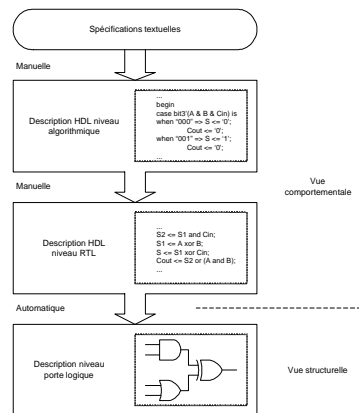 Spécifications textuelles
Manuelle
Description HDL niveau
algorithmique
...
begin
case bit3'(A & B & Cin) is
when "000" => S <= '0';
Cout <= '0';
when "001" => S <= '1';
Cout <= '0';
...
Manuelle
Vue
comportementale
Description HDL
niveau RTL
...
S2 <= S1 and Cin;
S1 <= A xor B;
S <= S1 xor Cin;
Cout <= S2 or (A and B);
...
Automatique
Description niveau
porte logique
Vue structurelle